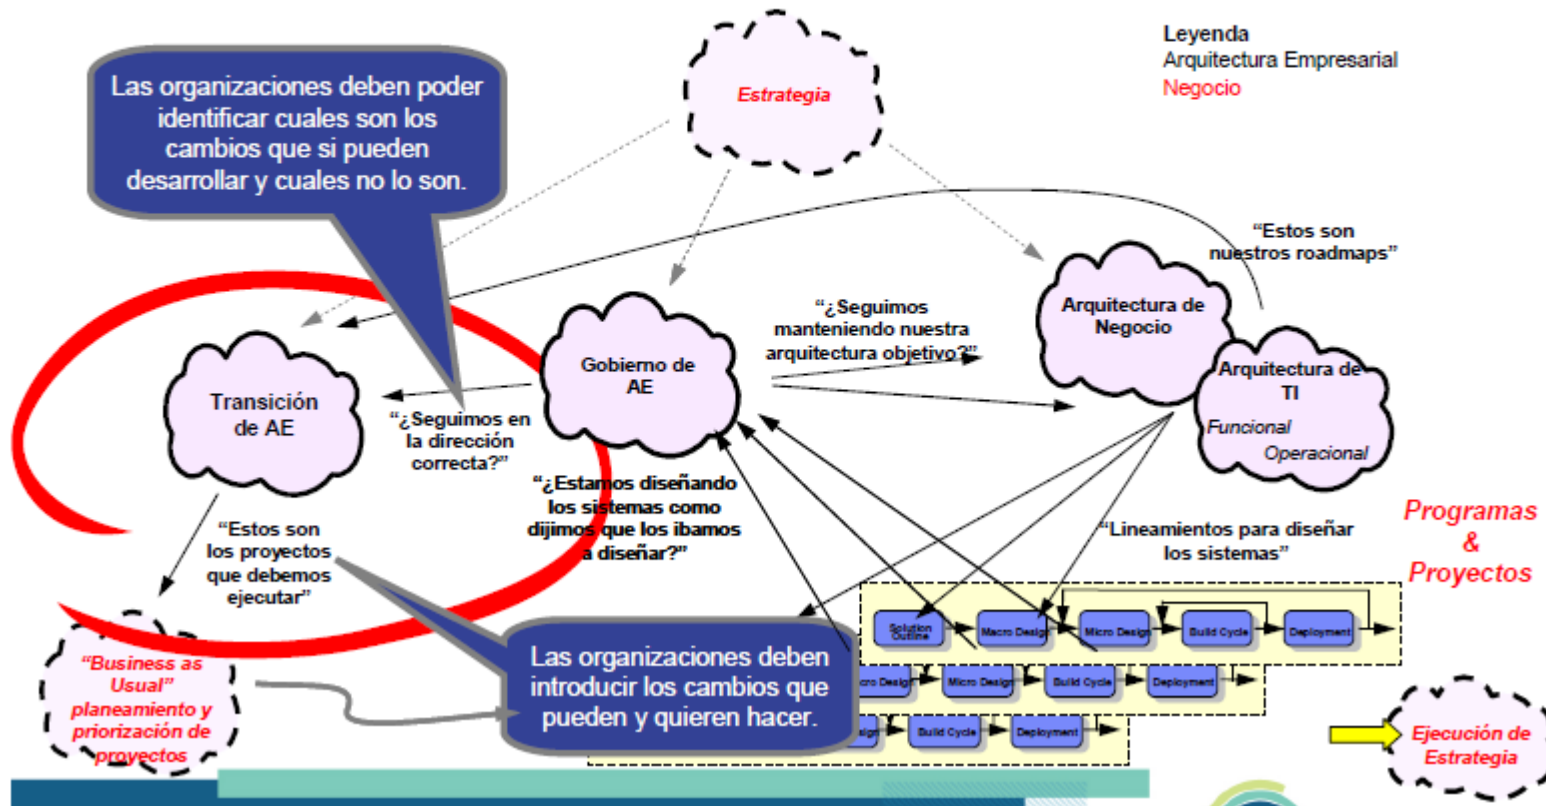 Leyenda
Arquitectura Empresarial
Negocio
Las organizaciones deben poder
identificar cuales son los
cambios que si pueden
desarrollar y cuales no lo son.
Estrategia
“Estos son
nuestros roadmaps”
Arquitectura de
Negocio
“¿Seguimos
manteniendo nuestra
arquitectura objetivo?”
Gobierno de
AE
Arquitectura de
TI
Funcional
Operacional
Transición
de AE
“¿Seguimos en
la dirección
correcta?”
“¿Estamos diseñando
los sistemas como
dijimos que los ibamos
a diseñar?”
“Estos son
los proyectos
que debemos
ejecutar”
“Lineamientos para diseñar
los sistemas”
Programas
&
Proyectos
Solution
Outline
Macro Design
Micro Design
Build Cycle
Deployment
Las organizaciones deben
introducir los cambios que
pueden y quieren hacer.
cro Design
Micro Design
Build Cycle
Deployment
sign
Build Cycle
Deployment
“Business as
Usual”
planeamiento y
priorización de
proyectos
Ejecución de
Estrategia